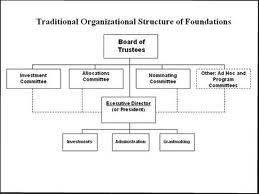 Traditional Organizational Structure of Foundations
Board of
Trustees
Investment
Committee
Allocations
Committee
Nominating
Committee
Other: Ad Hoc and
Program
Committees
Executive Director
(or President)
Investments
Administration
Grantmaking